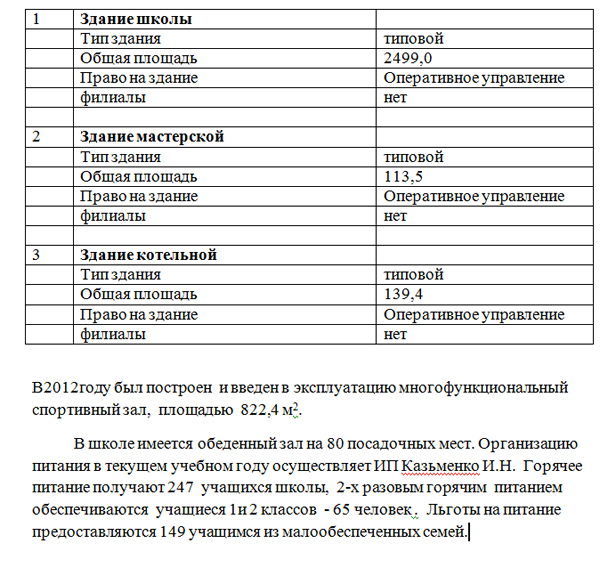 1 Здание школы
Тип здания типовой
Общая площадь 2499,0
Право на здание Оперативное управление
филиалы нет
2 Здание мастерской
Тип здания типовой
Общая площадь 113,5
Право на здание Оперативное управление
филиалы нет
3 Здание котельной
Тип здания типовой
Общая площадь 139,4
Право на здание Оперативное управление
филиалы нет
В2012году был построен и введен в эксплуатацию многофункциональный
спортивный зал, площадью 822,4 м².
В школе имеется обеденный зал на 80 посадочных мест. Организацию
питания в текущем учебном году осуществляет ИП Казьменко И.Н. Горячее
питание получают 247 учащихся школы, 2-х разовым горячим питанием
обеспечиваются учащиеся 1и 2 классов - 65 человек . Льготы на питание
предоставляются 149 учащимся из малообеспеченных семей.